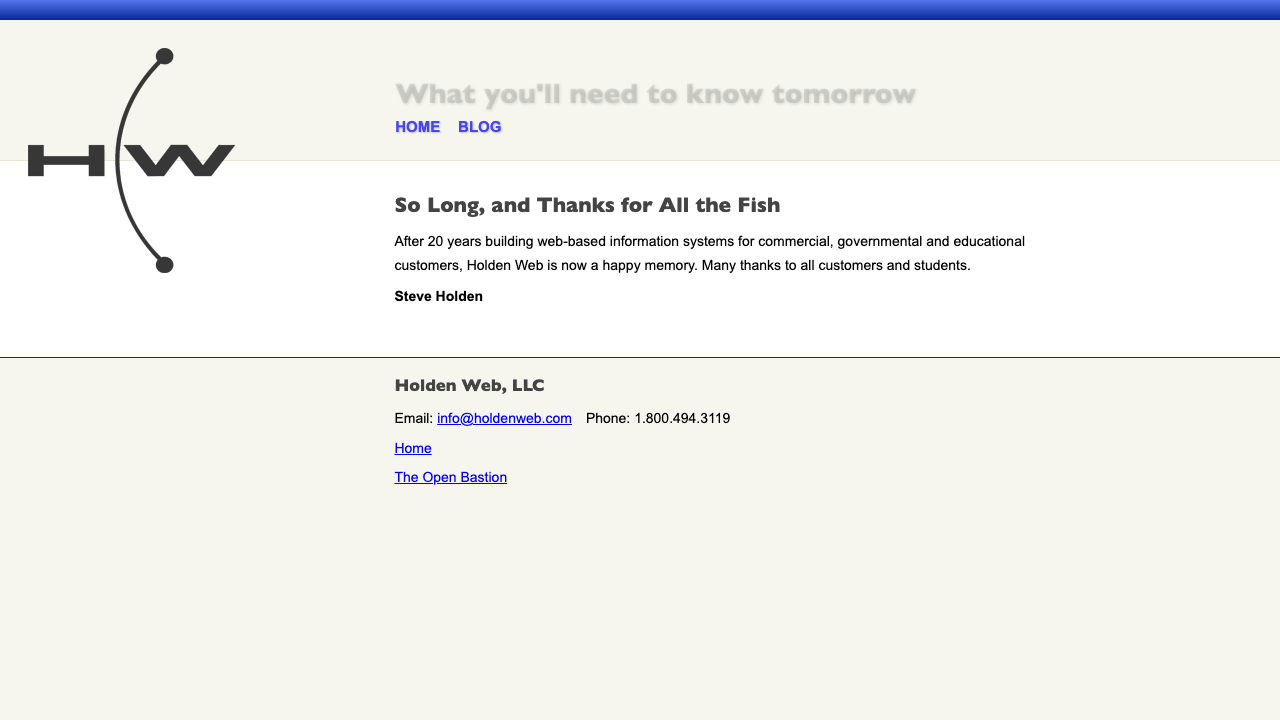 What you'll need to know tomorrow
HOME BLOG
HW
So Long, and Thanks for All the Fish
After 20 years building web-based information systems for commercial, governmental and educational
customers, Holden Web is now a happy memory. Many thanks to all customers and students.
Steve Holden
Holden Web, LLC
Email: info@holdenweb.com Phone: 1.800.494.3119
Home
The Open Bastion